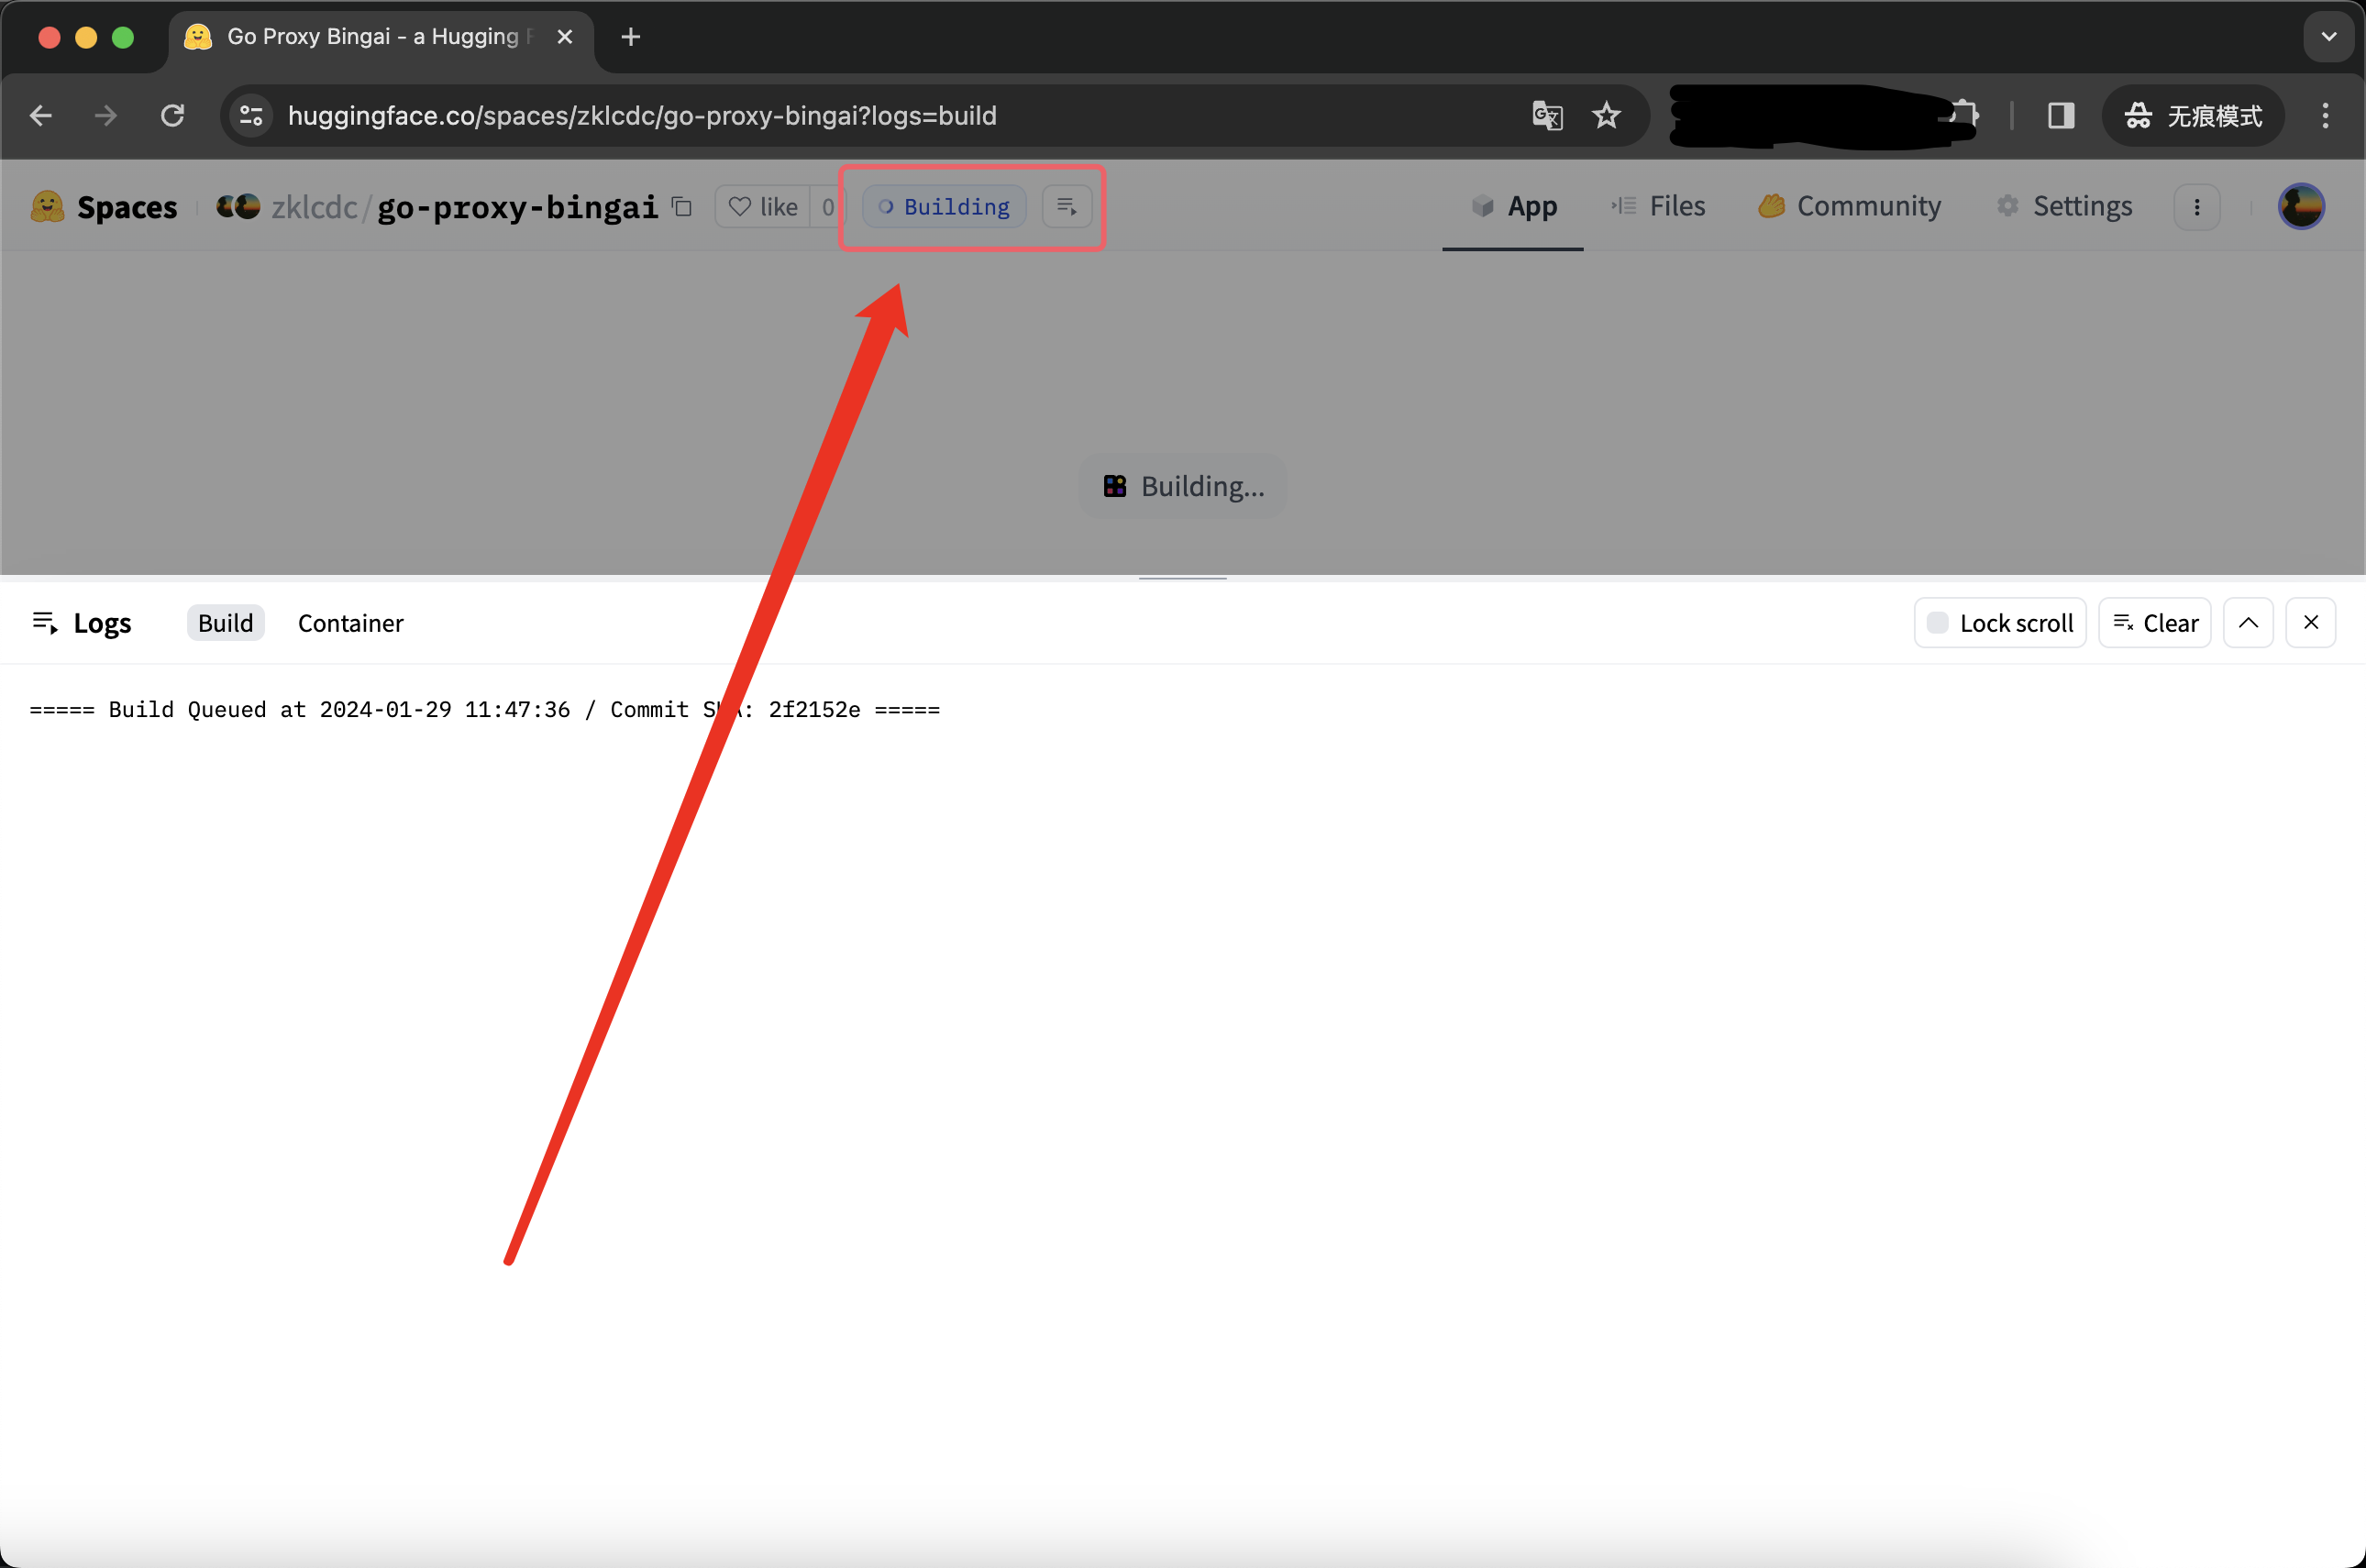 Go Proxy Bingai - a Hugging F
huggingface.co/spaces/zklcdc/go-proxy-bingai?logs=build
无痕模式
Spaces zklcdc/go-proxy-bingai like 0 Building App Files Community Settings
Building...
Logs Build Container Lock scroll Clear
===== Build Queued at 2024-01-29 11:47:36 / Commit : 2f2152e =====